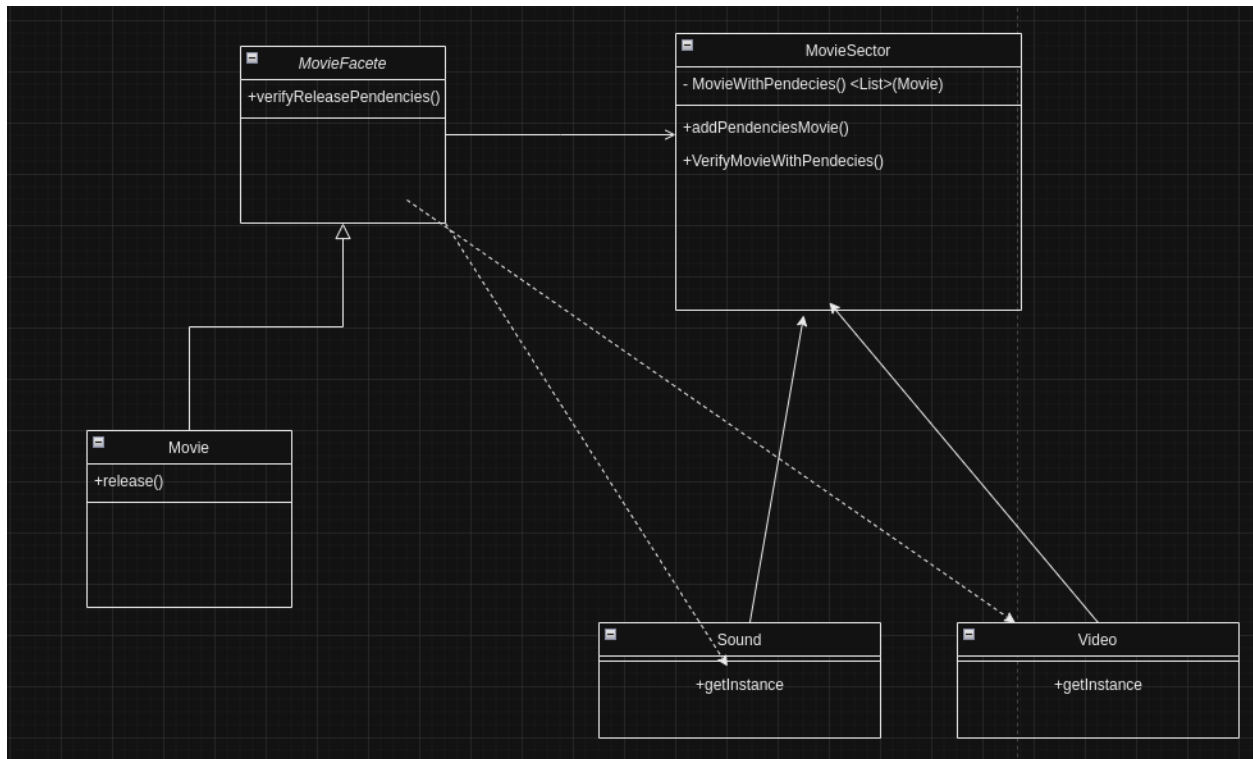 MovieFacete
+verifyReleasePendencies()
MovieSector
- MovieWithPendecies() <List>(Movie)
+addPendenciesMovie()
+VerifyMovieWithPendecies()
Movie
+release()
Sound
+getInstance
Video
+getInstance